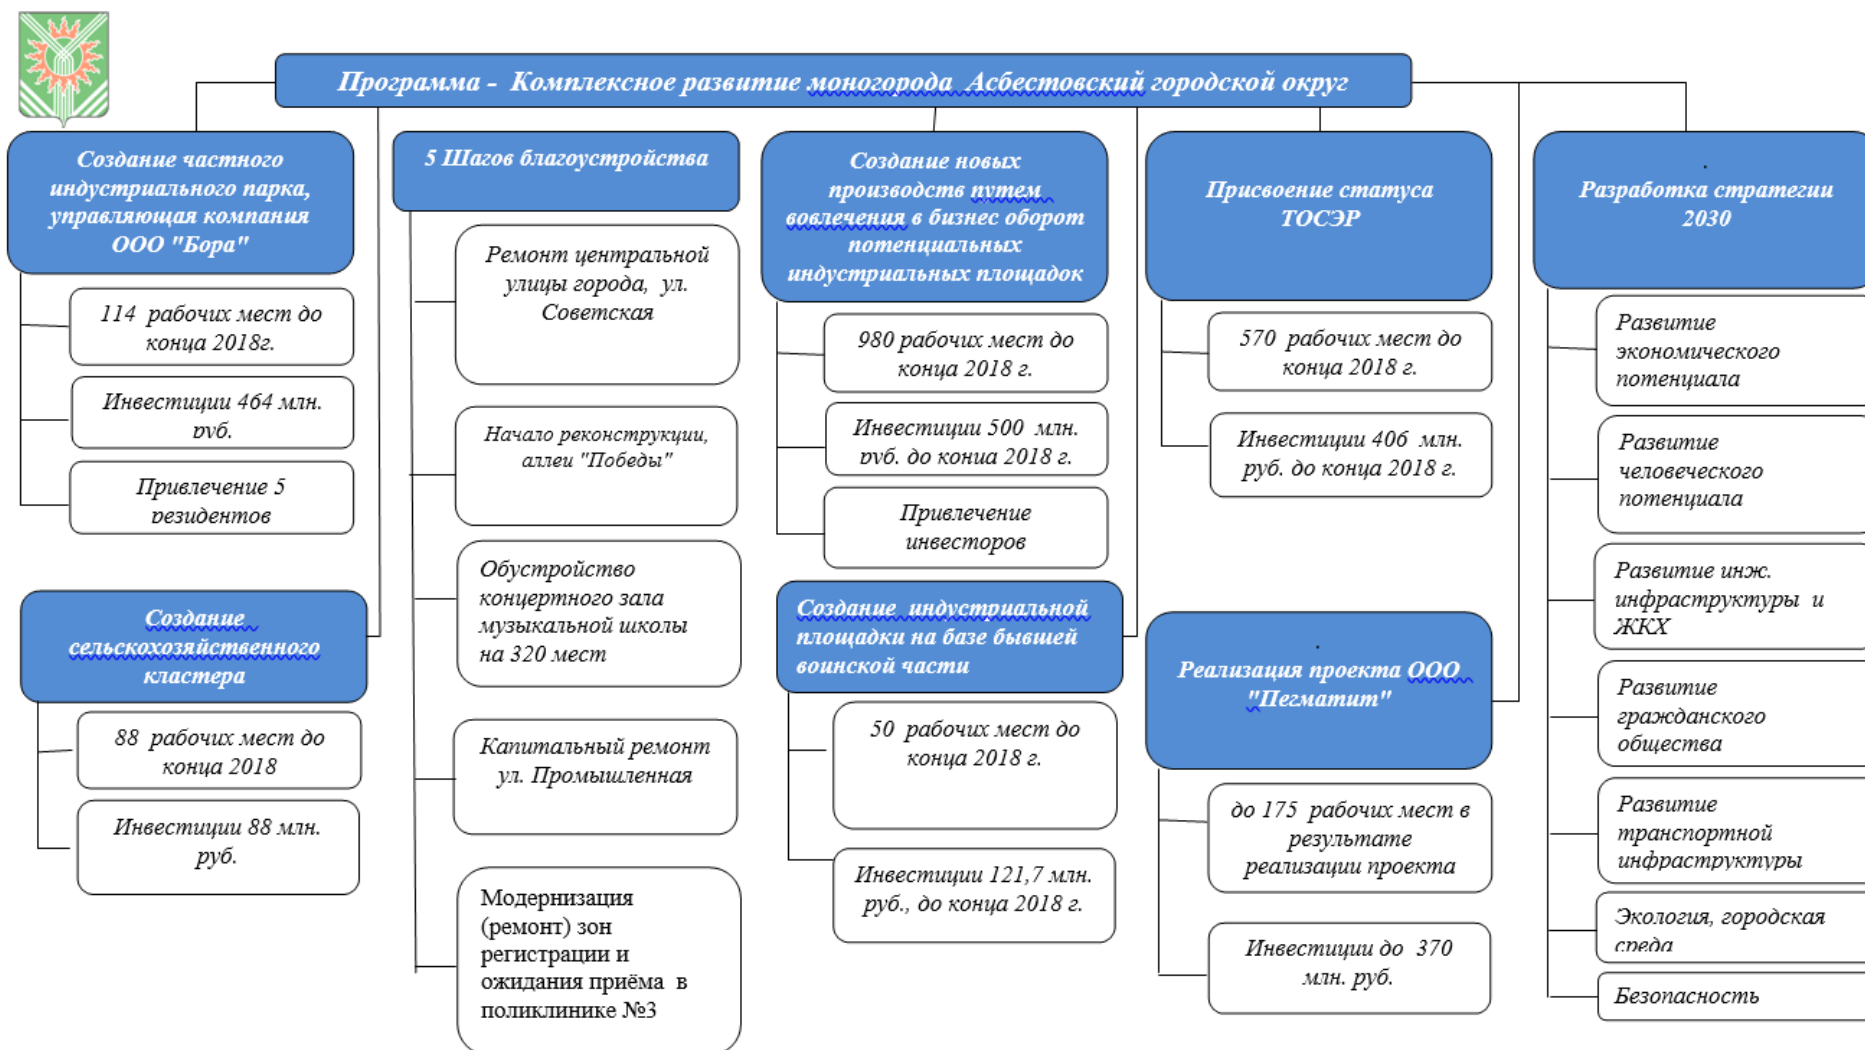 Программа - Комплексное развитие моногорода Асбестовский городской округ
Создание частного
индустриального парка,
управляющая компания
ООО "Бора"
114 рабочих мест до
конца 2018г.
Инвестиции 464 млн.
руб.
Привлечение 5
резидентов
Создание
сельскохозяйственного
кластера
88 рабочих мест до
конца 2018
Инвестиции 88 млн.
руб.
5 Шагов благоустройства
Ремонт центральной
улицы города, ул.
Советская
Начало реконструкции,
аллеи "Победы"
Обустройство
концертного зала
музыкальной школы
на 320 мест
Капитальный ремонт
ул. Промышленная
Модернизация
(ремонт) зон
регистрации и
ожидания приёма в
поликлинике №3
Создание новых
производств путем
вовлечения в бизнес оборот
потенциальных
индустриальных площадок
980 рабочих мест до
конца 2018 г.
Инвестиции 500 млн.
руб. до конца 2018 г.
Привлечение
инвесторов
Создание индустриальной
площадки на базе бывшей
воинской части
50 рабочих мест до
конца 2018 г.
Инвестиции 121,7 млн.
руб., до конца 2018 г.
Присвоение статуса
ТОСЭР
570 рабочих мест до
конца 2018 г.
Инвестиции 406 млн.
руб. до конца 2018 г.
.
Реализация проекта ООО
"Пегматит"
до 175 рабочих мест в
результате
реализации проекта
Инвестиции до 370
млн. руб.
.
Разработка стратегии
2030
Развитие
экономического
потенциала
Развитие
человеческого
потенциала
Развитие инж.
инфраструктуры и
ЖКХ
Развитие
гражданского
общества
Развитие
транспортной
инфраструктуры
Экология, городская
среда
Безопасность